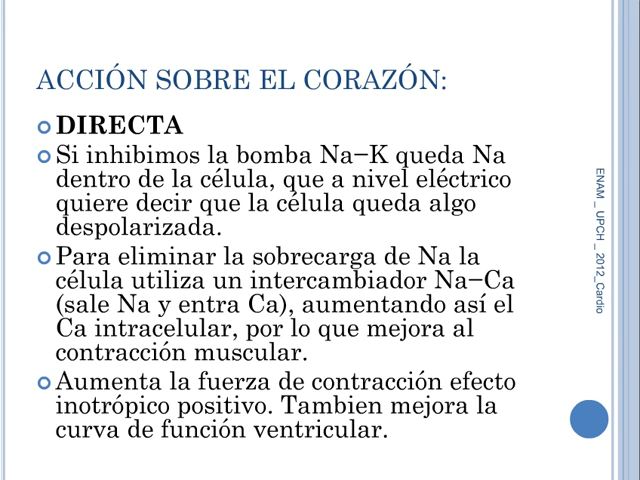 ACCIÓN SOBRE EL CORAZÓN:
DIRECTA
Si inhibimos la bomba Na−K queda Na
dentro de la célula, que a nivel eléctrico
quiere decir que la célula queda algo
despolarizada.
Para eliminar la sobrecarga de Na la
célula utiliza un intercambiador Na−Ca
(sale Na y entra Ca), aumentando así el
Ca intracelular, por lo que mejora al
contracción muscular.
Aumenta la fuerza de contracción efecto
inotrópico positivo. Tambien mejora la
curva de función ventricular.
ENAM _ UPCH _ 2012_Cardio